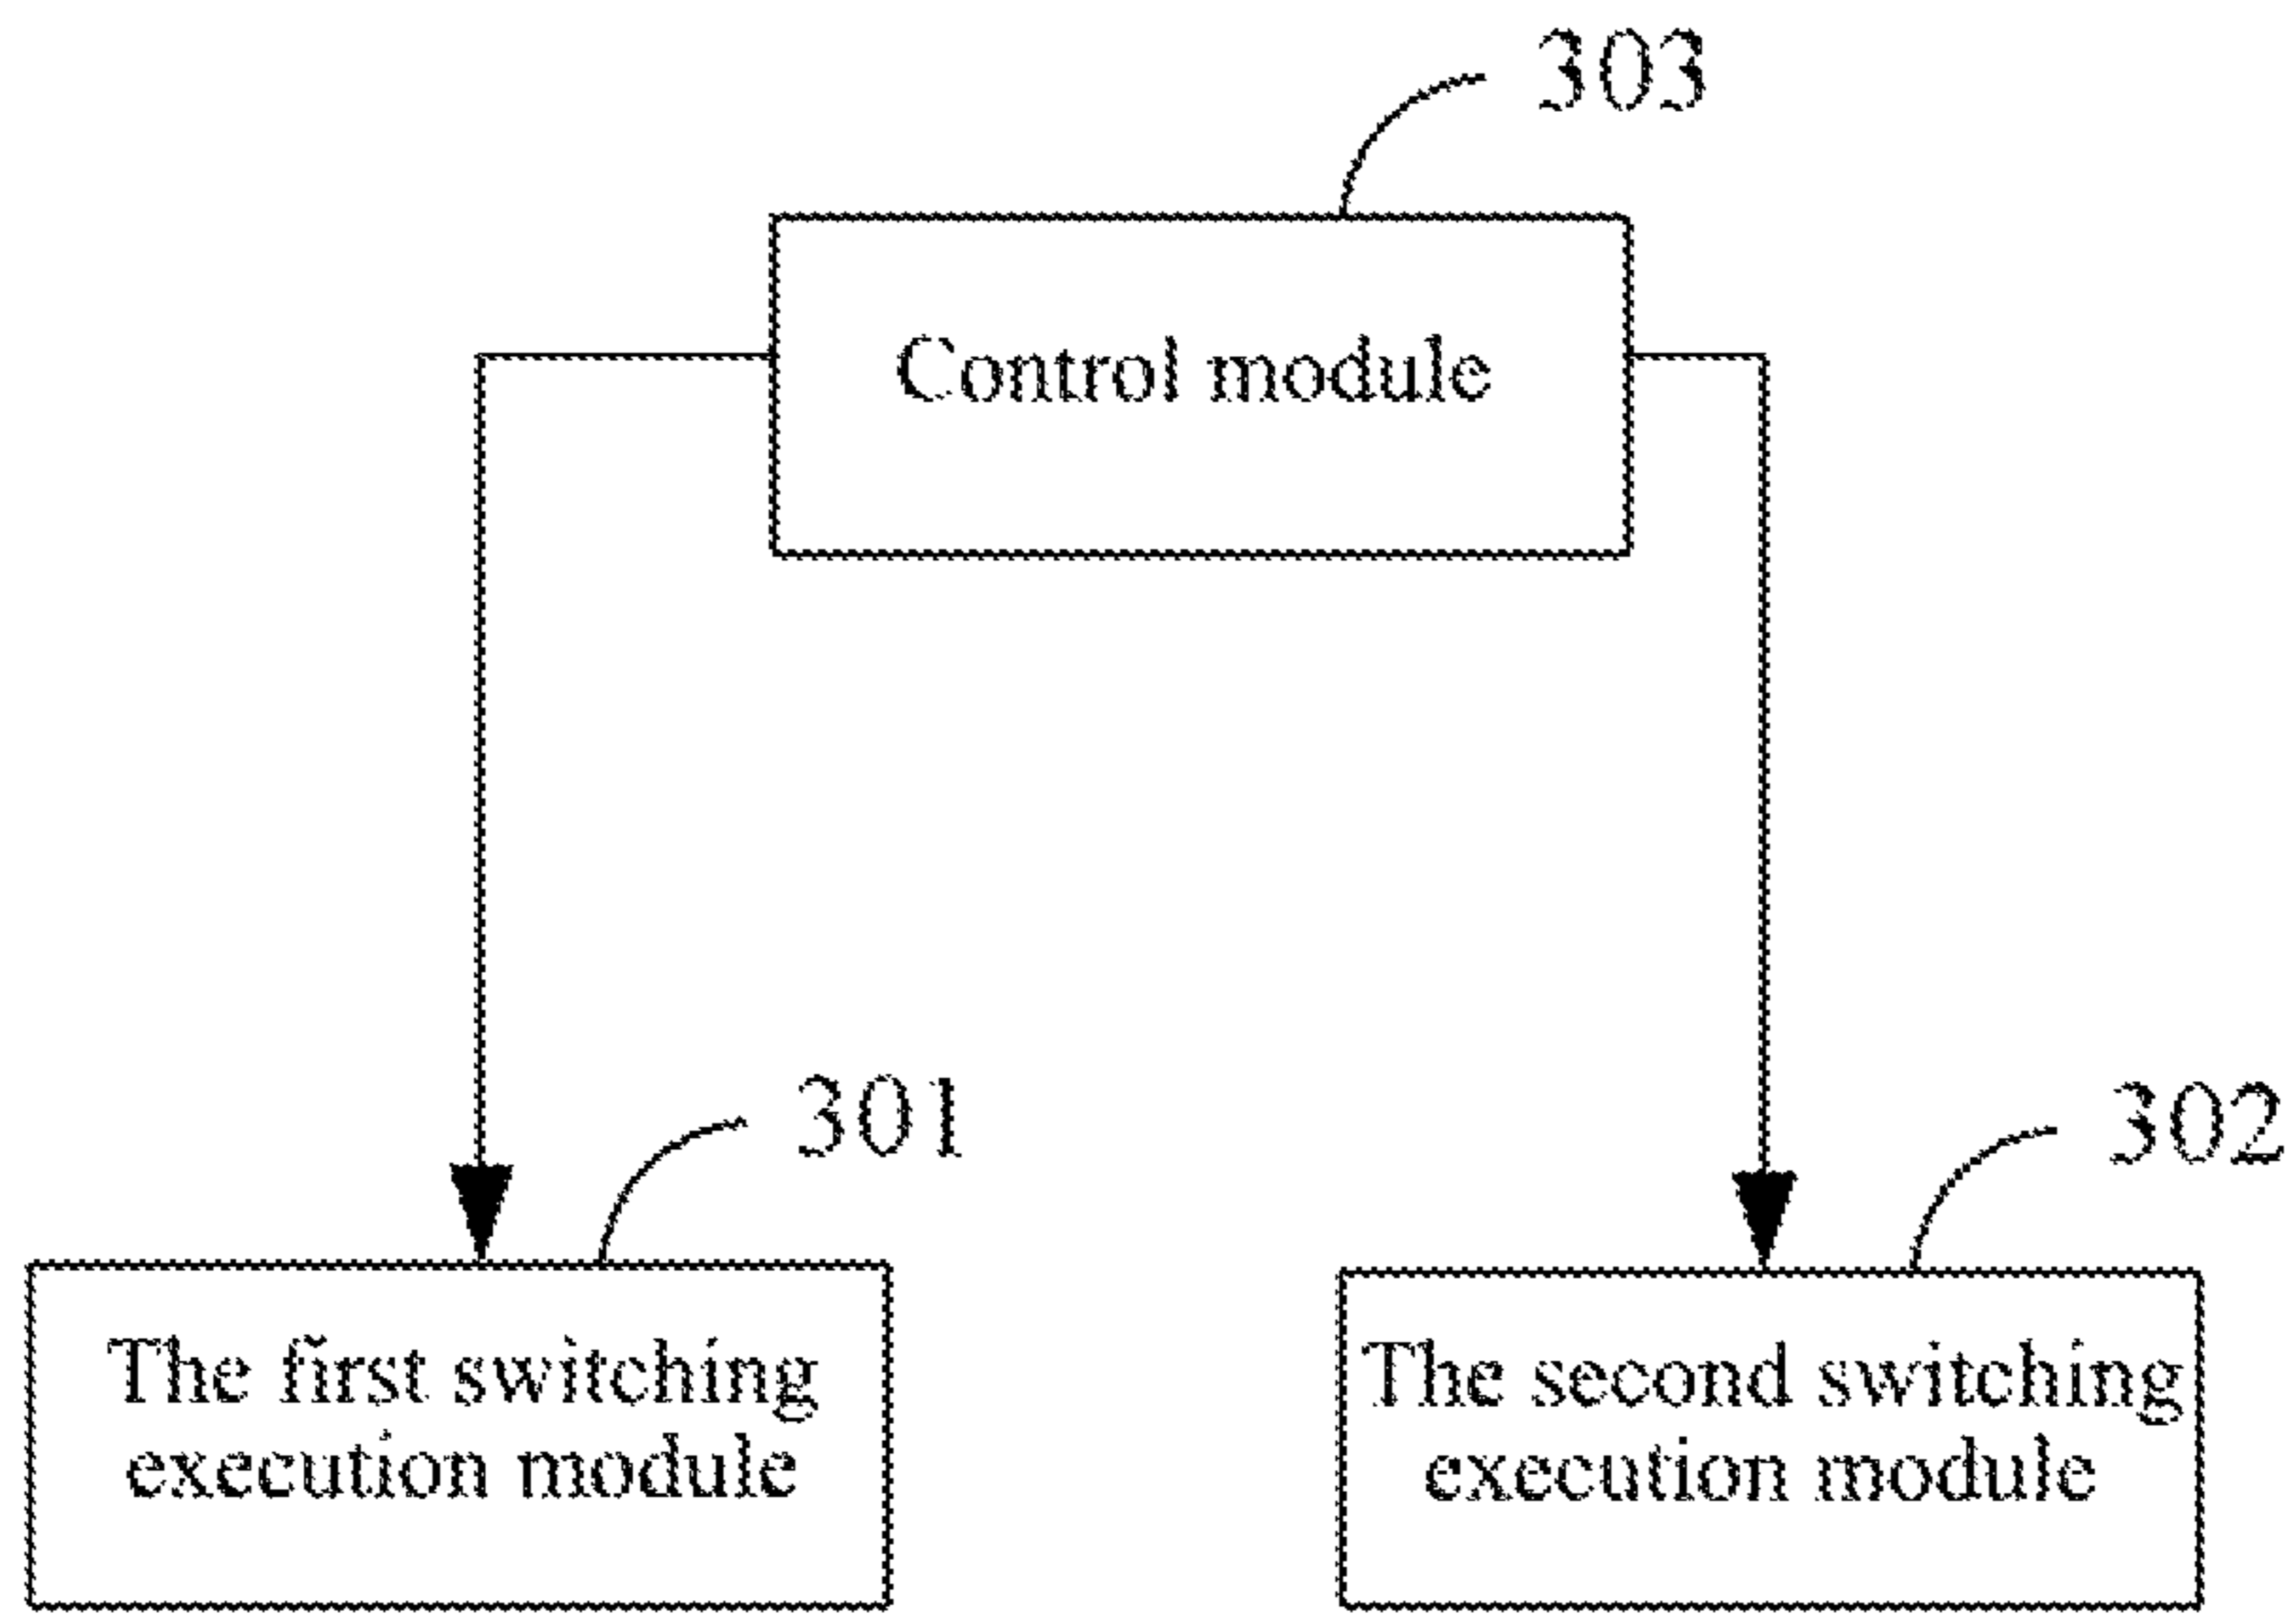 303
Control module
301
302
The first switching
execution module
The second switching
execution module